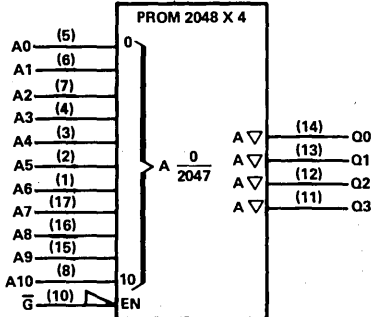 PROM 2048 X 4
A0 (5) 0
A1 (6)
A2 (7)
A3 (4)
A4 (3)
A5 (2)
A6 (1)
A7 (17)
A8 (16)
A9 (15)
A10 (8) 10
G̅ (10) EN
A 0/2047
A ▽ (14) Q0
A ▽ (13) Q1
A ▽ (12) Q2
A ▽ (11) Q3